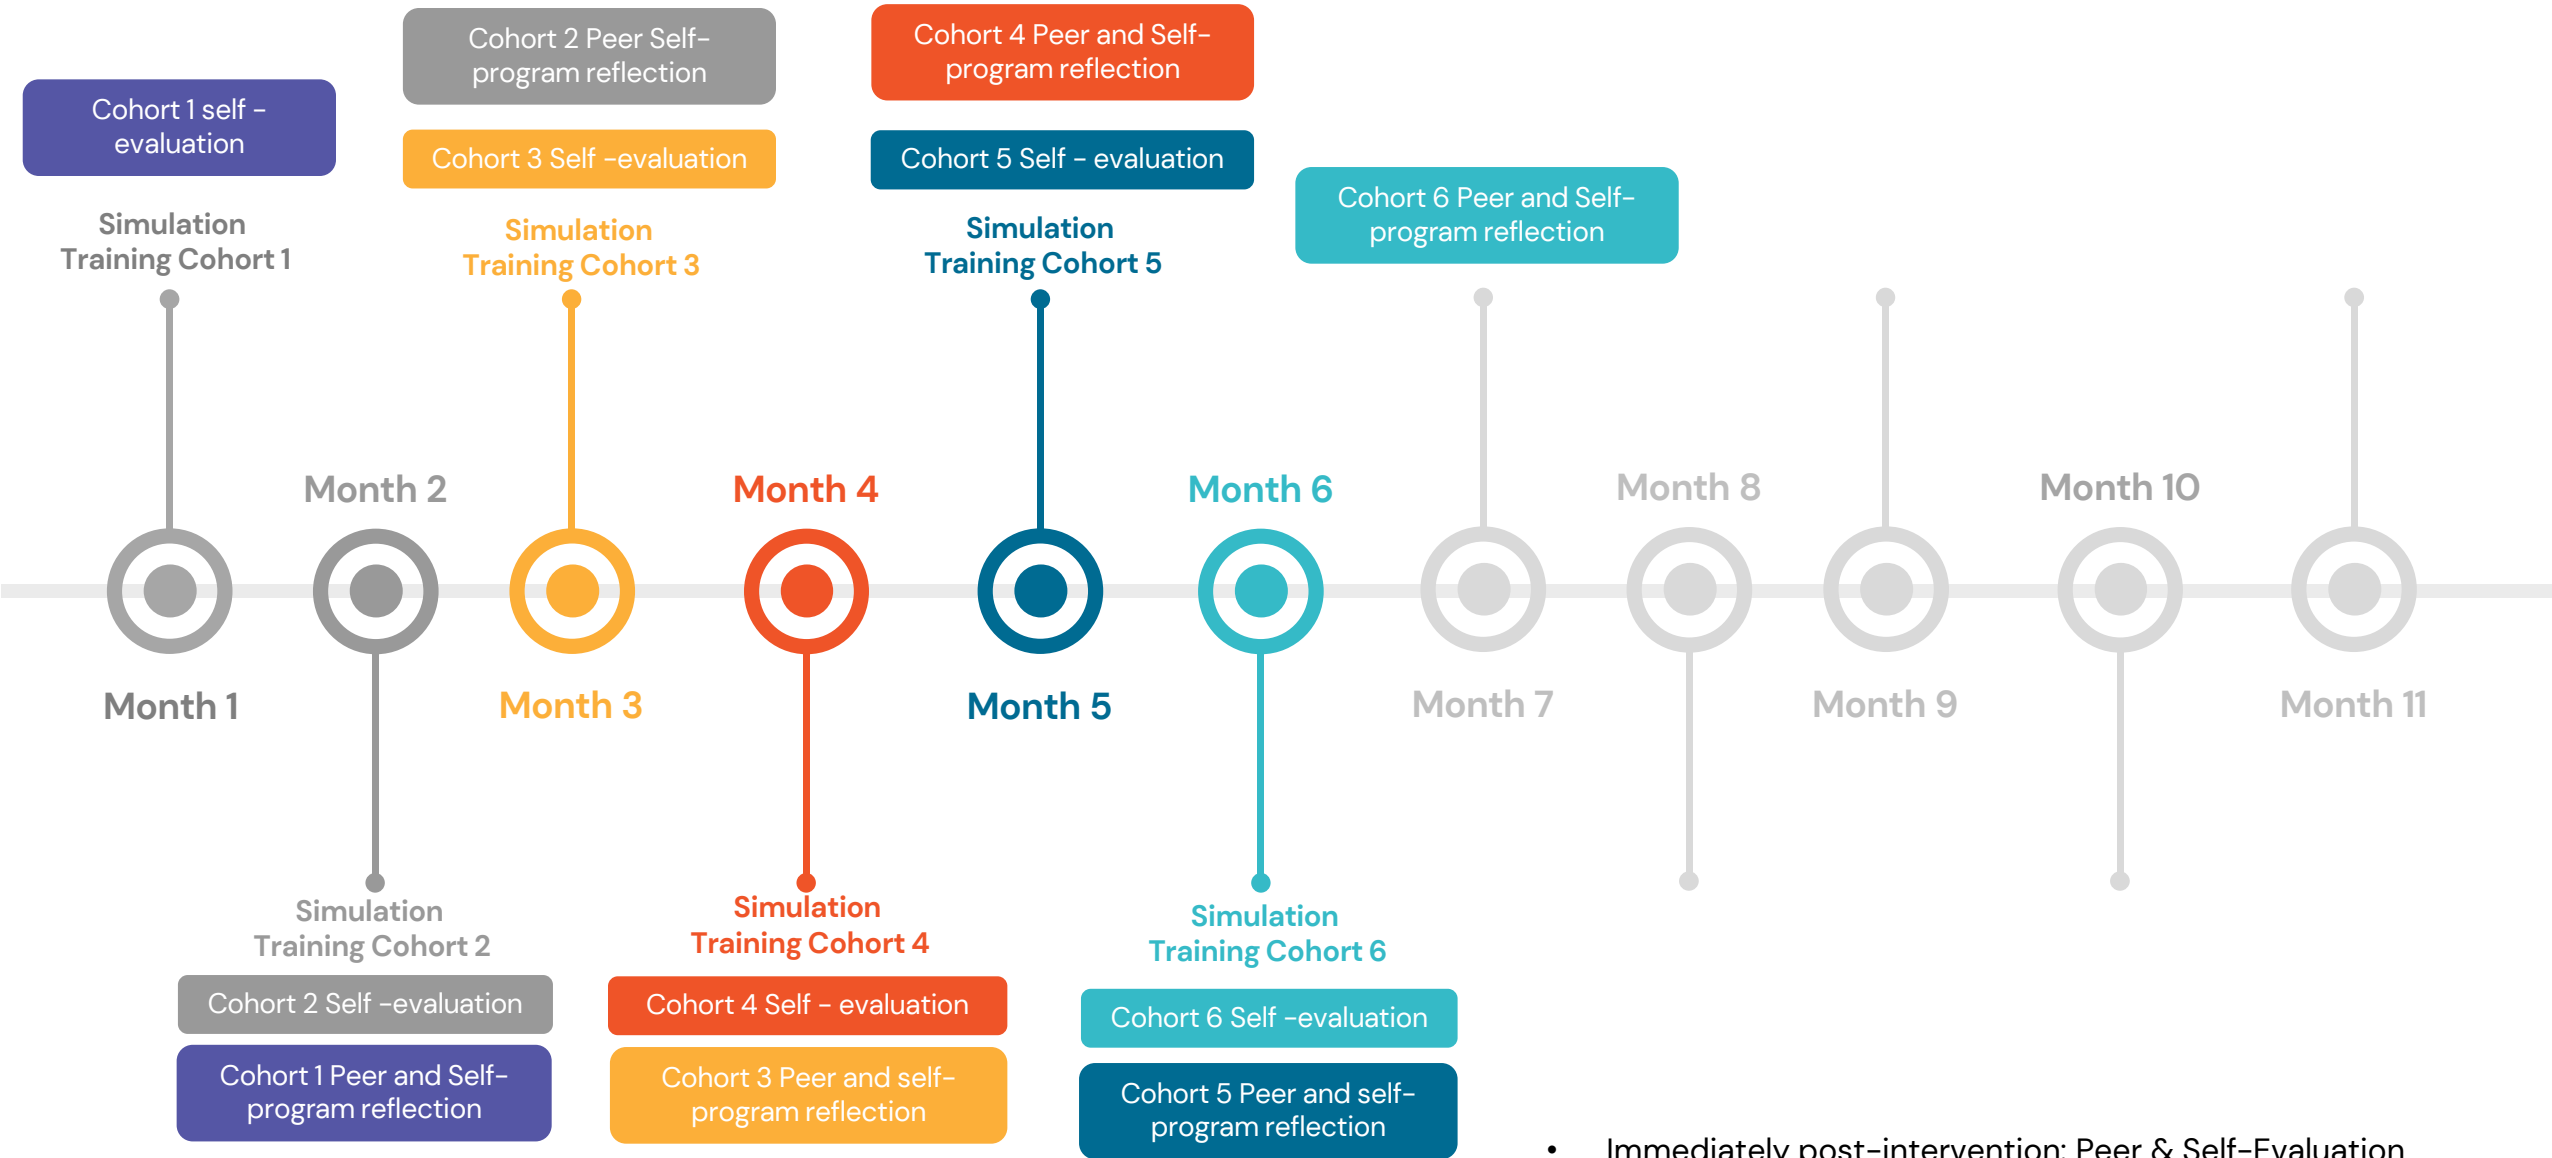 Cohort 1 self -
evaluation
Simulation
Training Cohort 1
Cohort 2 Peer Self-
program reflection
Cohort 3 Self -evaluation
Simulation
Training Cohort 3
Cohort 4 Peer and Self-
program reflection
Cohort 5 Self - evaluation
Simulation
Training Cohort 5
Cohort 6 Peer and Self-
program reflection
Month 2
Month 4
Month 6
Month 8
Month 10
Month 1
Month 3
Month 5
Month 7
Month 9
Month 11
Simulation
Training Cohort 2
Cohort 2 Self -evaluation
Cohort 1 Peer and Self-
program reflection
Simulation
Training Cohort 4
Cohort 4 Self - evaluation
Cohort 3 Peer and self-
program reflection
Simulation
Training Cohort 6
Cohort 6 Self -evaluation
Cohort 5 Peer and self-
program reflection
• Immediately post-intervention: Peer & Self-Evaluation